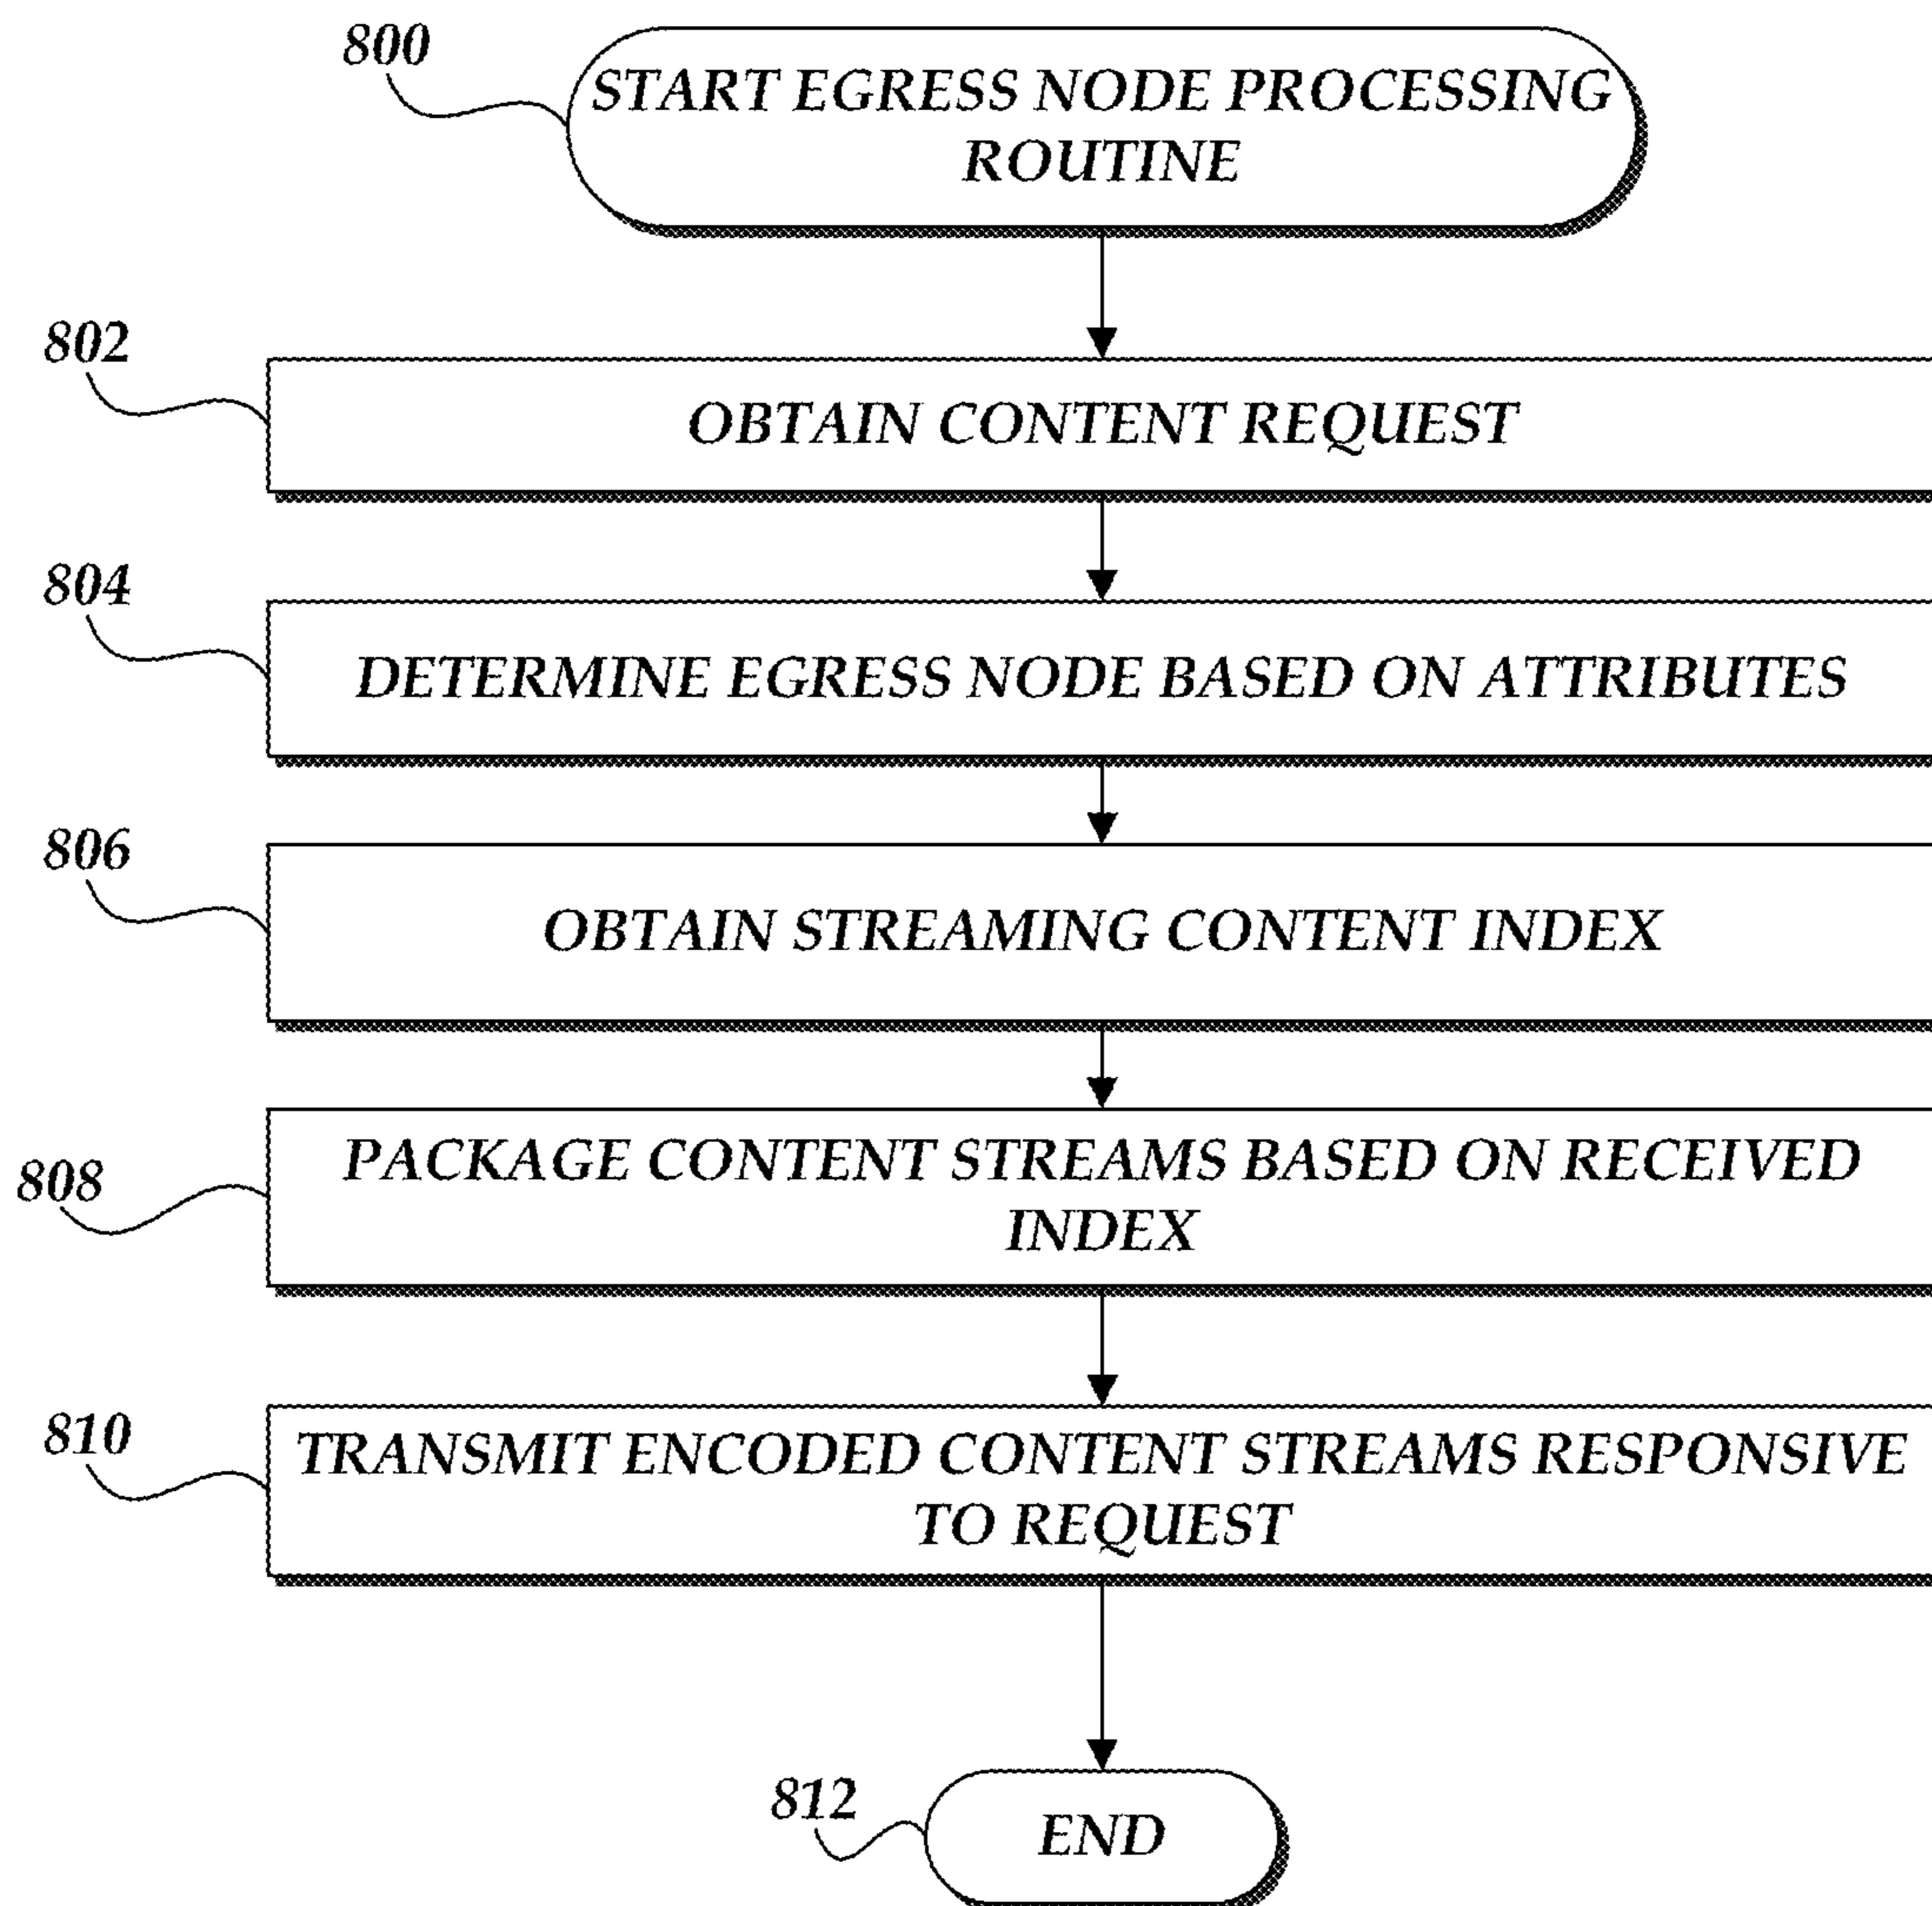 800
START EGRESS NODE PROCESSING
ROUTINE
802
OBTAIN CONTENT REQUEST
804
DETERMINE EGRESS NODE BASED ON ATTRIBUTES
806
OBTAIN STREAMING CONTENT INDEX
808
PACKAGE CONTENT STREAMS BASED ON RECEIVED
INDEX
810
TRANSMIT ENCODED CONTENT STREAMS RESPONSIVE
TO REQUEST
812
END